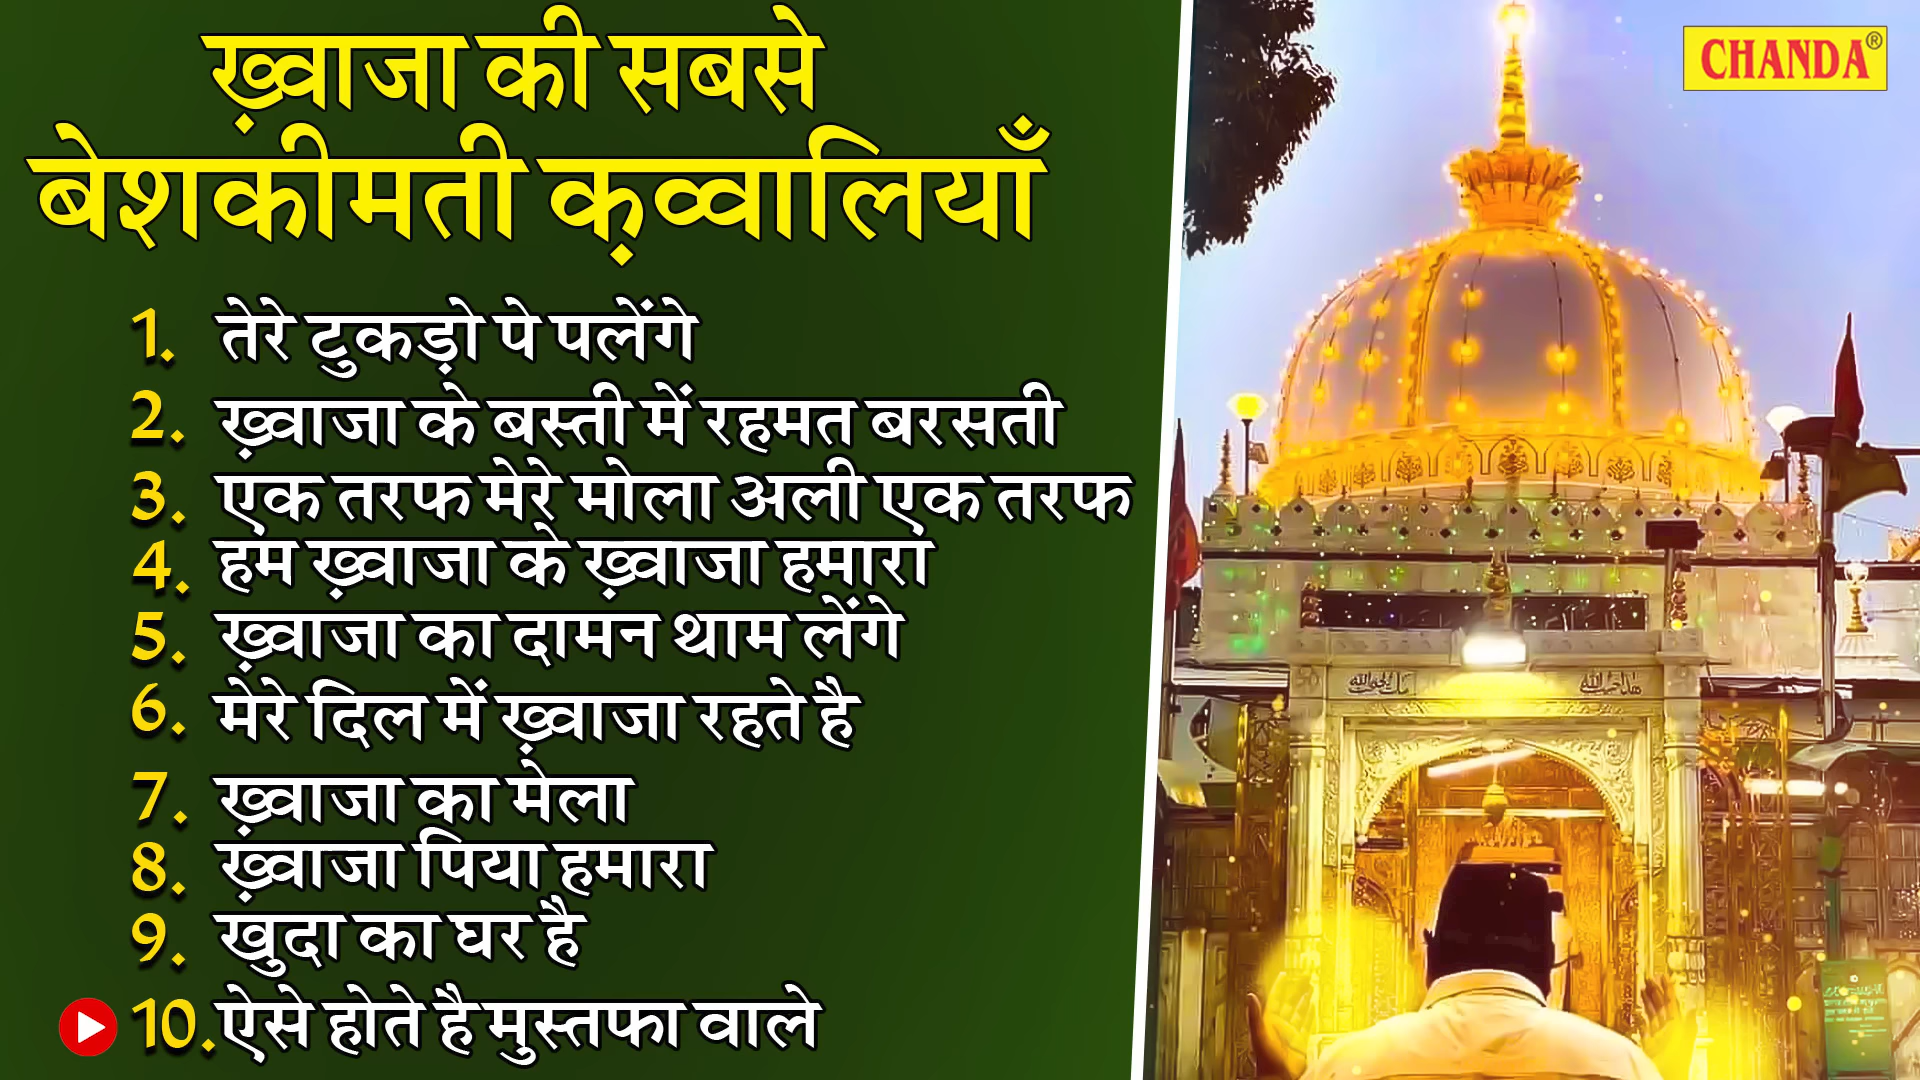 ख़्वाजा की सबसे
बेशकीमती क़व्वालियाँ
CHANDA®
1. तेरे टुकड़ो पे पलेंगे
2. ख़्वाजा के बस्ती में रहमत बरसती
3. एक तरफ मेरे मोला अली एक तरफ
4. हम ख़्वाजा के ख़्वाजा हमारा
5. ख़्वाजा का दामन थाम लेंगे
6. मेरे दिल में ख़्वाजा रहते है
7. ख़्वाजा का मेला
8. ख़्वाजा पिया हमारा
9. खुदा का घर है
10. ऐसे होते है मुस्तफा वाले